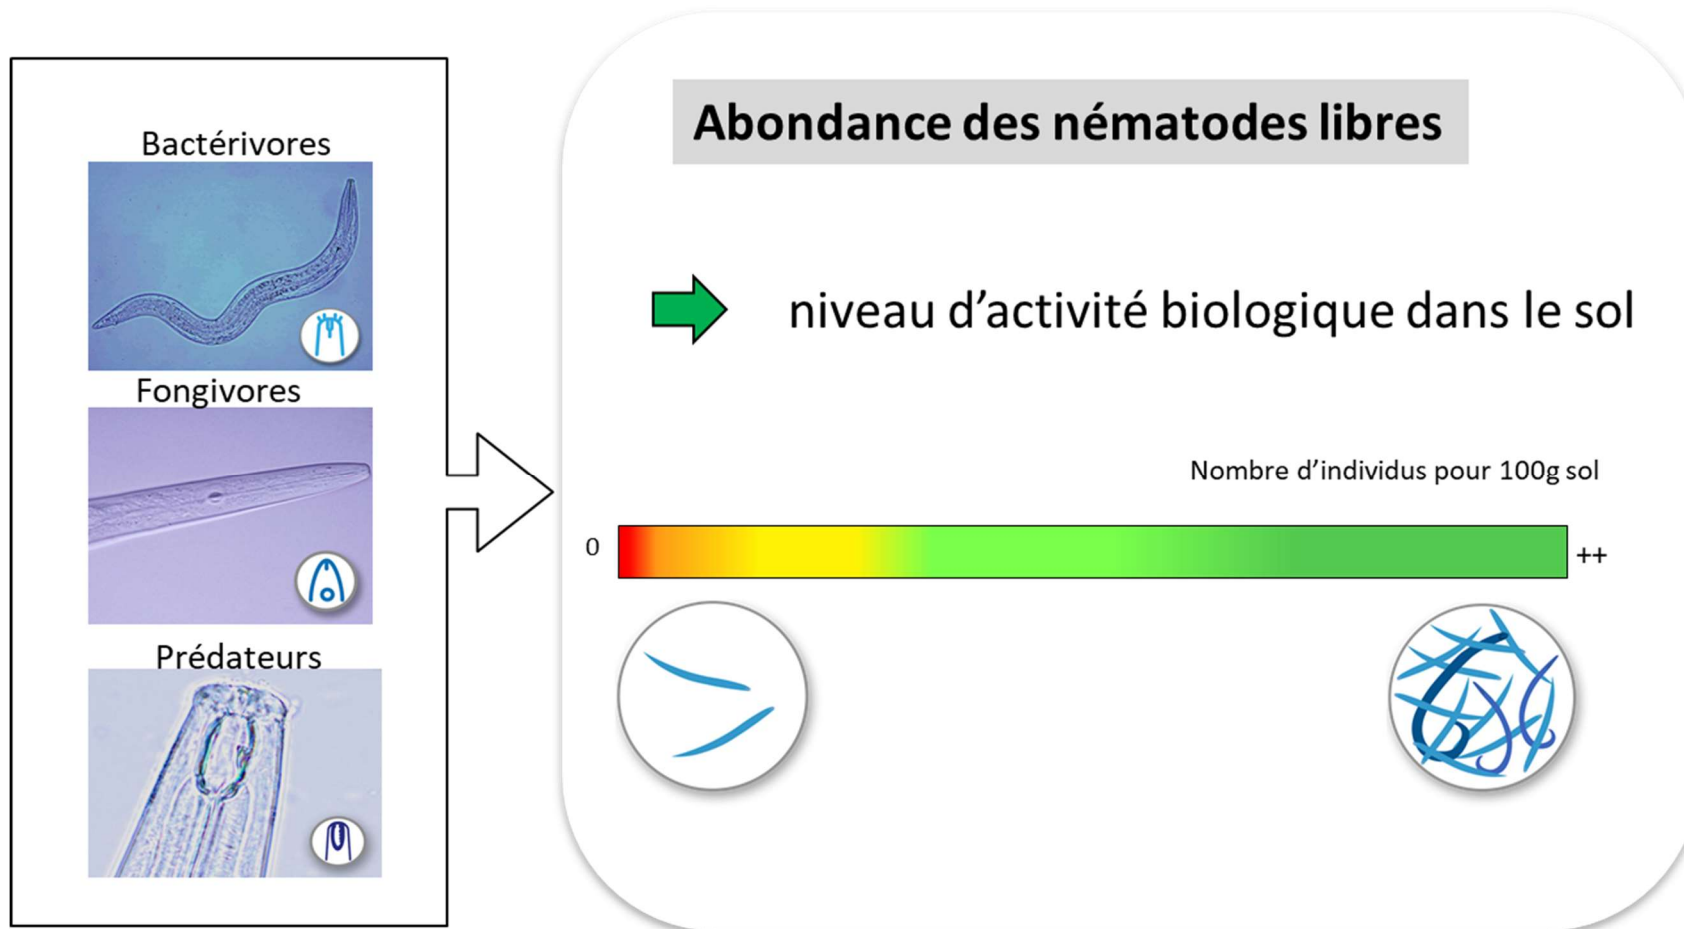 Bactérivores
Fongivores
Prédateurs
Abondance des nématodes libres
niveau d’activité biologique dans le sol
Nombre d’individus pour 100g sol
0
++